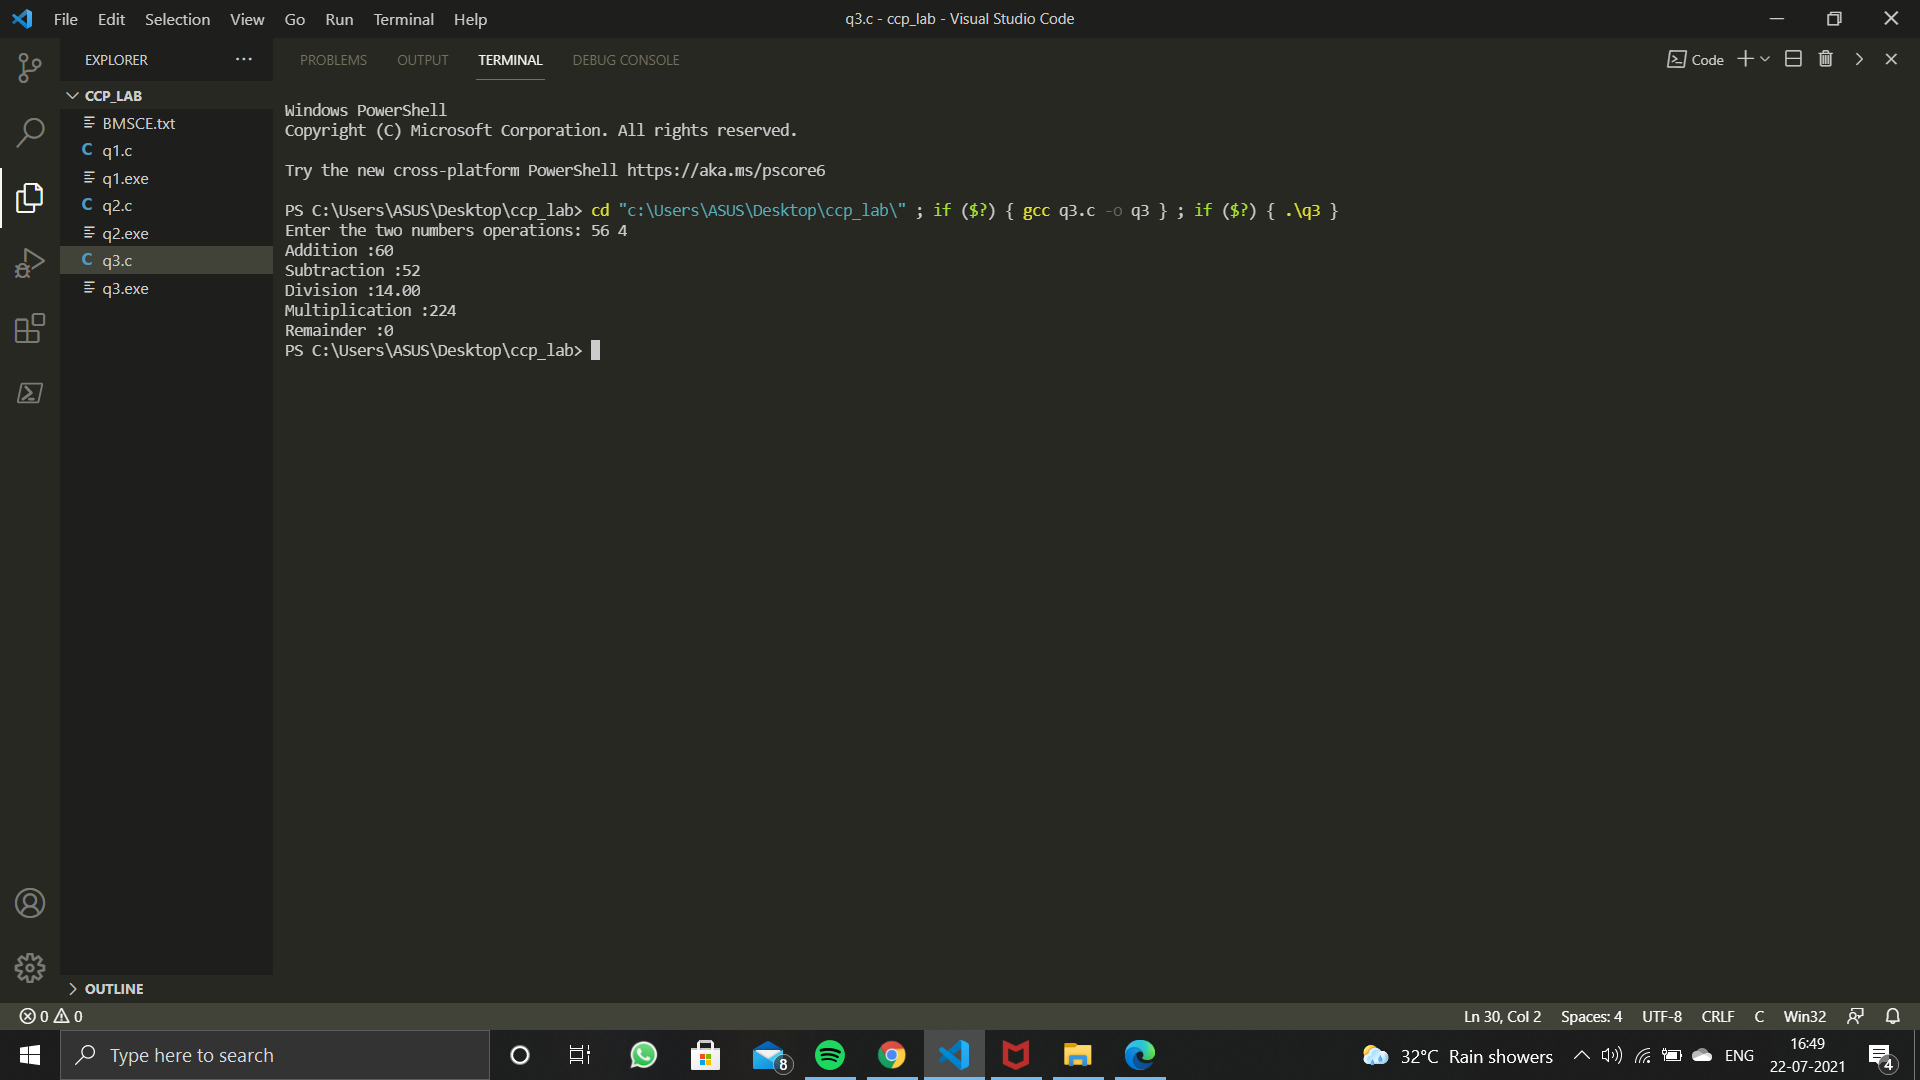 File Edit Selection View Go Run Terminal Help
q3.c - ccp_lab - Visual Studio Code
EXPLORER
PROBLEMS OUTPUT TERMINAL DEBUG CONSOLE
Code
CCP_LAB
BMSCE.txt
C q1.c
q1.exe
C q2.c
q2.exe
C q3.c
q3.exe
Windows PowerShell
Copyright (C) Microsoft Corporation. All rights reserved.
Try the new cross-platform PowerShell https://aka.ms/pscore6
PS C:\Users\ASUS\Desktop\ccp_lab> cd "c:\Users\ASUS\Desktop\ccp_lab\" ; if ($?) { gcc q3.c -o q3 } ; if ($?) { .\q3 }
Enter the two numbers operations: 56 4
Addition :60
Subtraction :52
Division :14.00
Multiplication :224
Remainder :0
PS C:\Users\ASUS\Desktop\ccp_lab>
OUTLINE
0 0
Ln 30, Col 2 Spaces: 4 UTF-8 CRLF C Win32
Type here to search
8
32°C Rain showers
ENG
16:49
22-07-2021
4